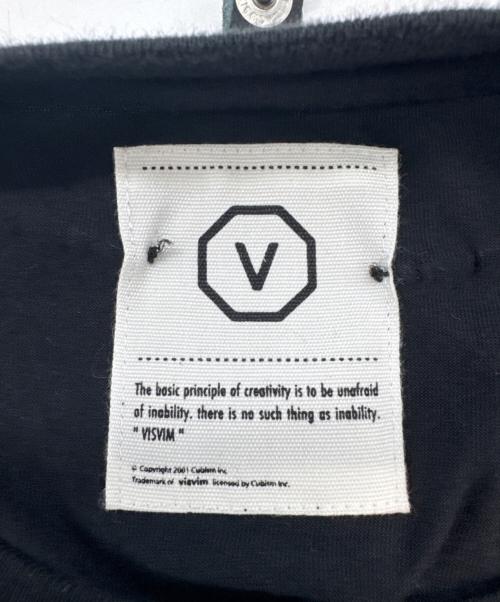 V
The basic principle of creativity is to be unafraid
of inability. there is no such thing as inability.
" VISVIM "
© Copyright 2001 Cubism Inc
Trademark of visvim licensed by Cubism Inc.